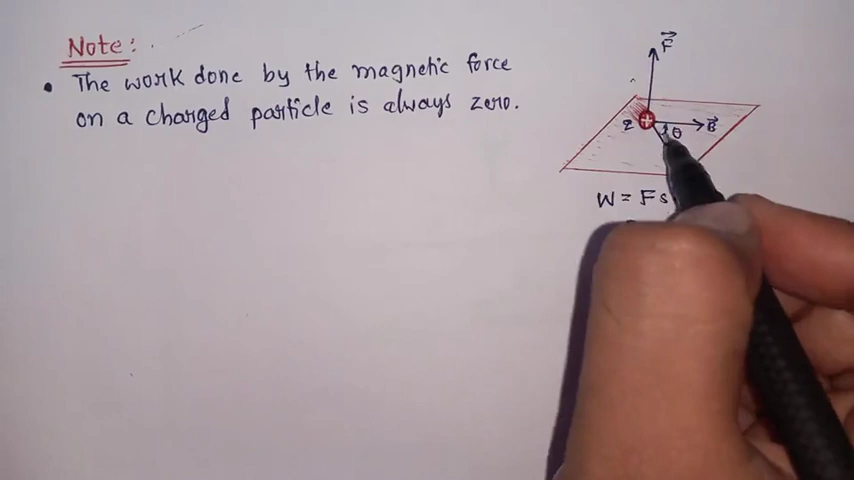 Note:
• The work done by the magnetic force
on a charged particle is always zero.
F
+
B
θ
W = Fs